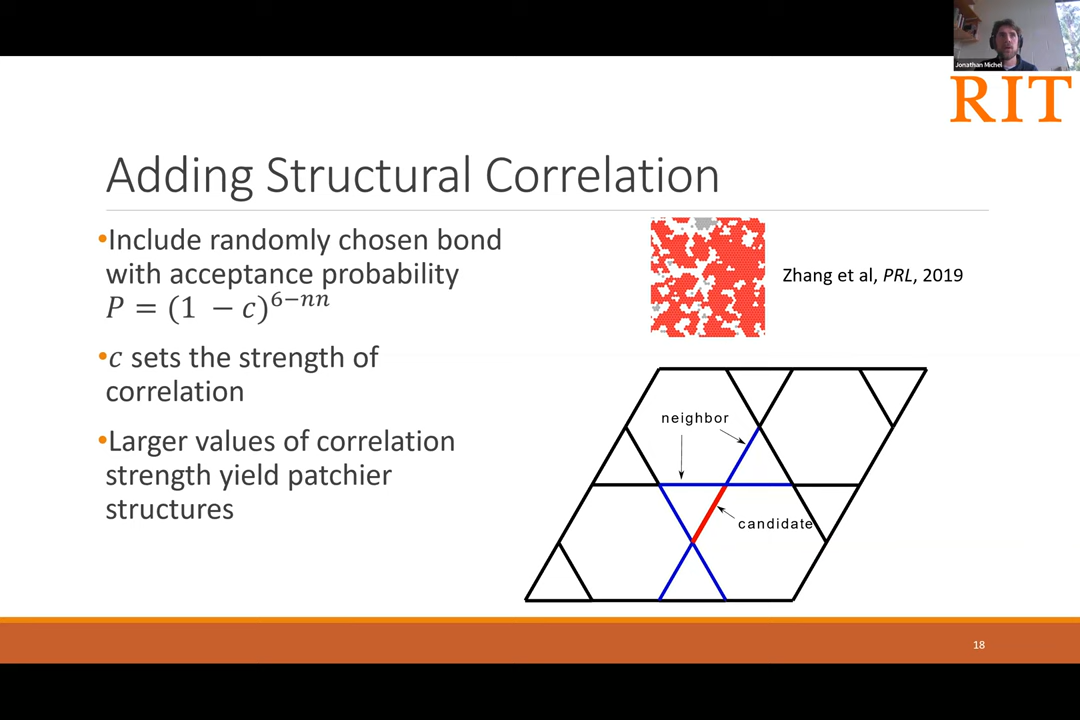 Jonathan Michel
RIT
Adding Structural Correlation
•Include randomly chosen bond
with acceptance probability
P = (1 − c)^{6−nn}
•c sets the strength of
correlation
•Larger values of correlation
strength yield patchier
structures
Zhang et al, PRL, 2019
neighbor
candidate
18